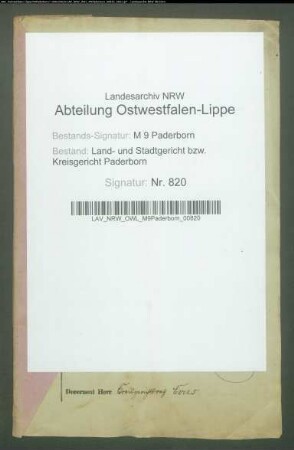 Landesarchiv NRW
Abteilung Ostwestfalen-Lippe
Bestands-Signatur: M 9 Paderborn
Bestand: Land- und Stadtgericht bzw.
Kreisgericht Paderborn
Signatur: Nr. 820
LAV_NRW_OWL_M9Paderborn_00820
Decernent Herr